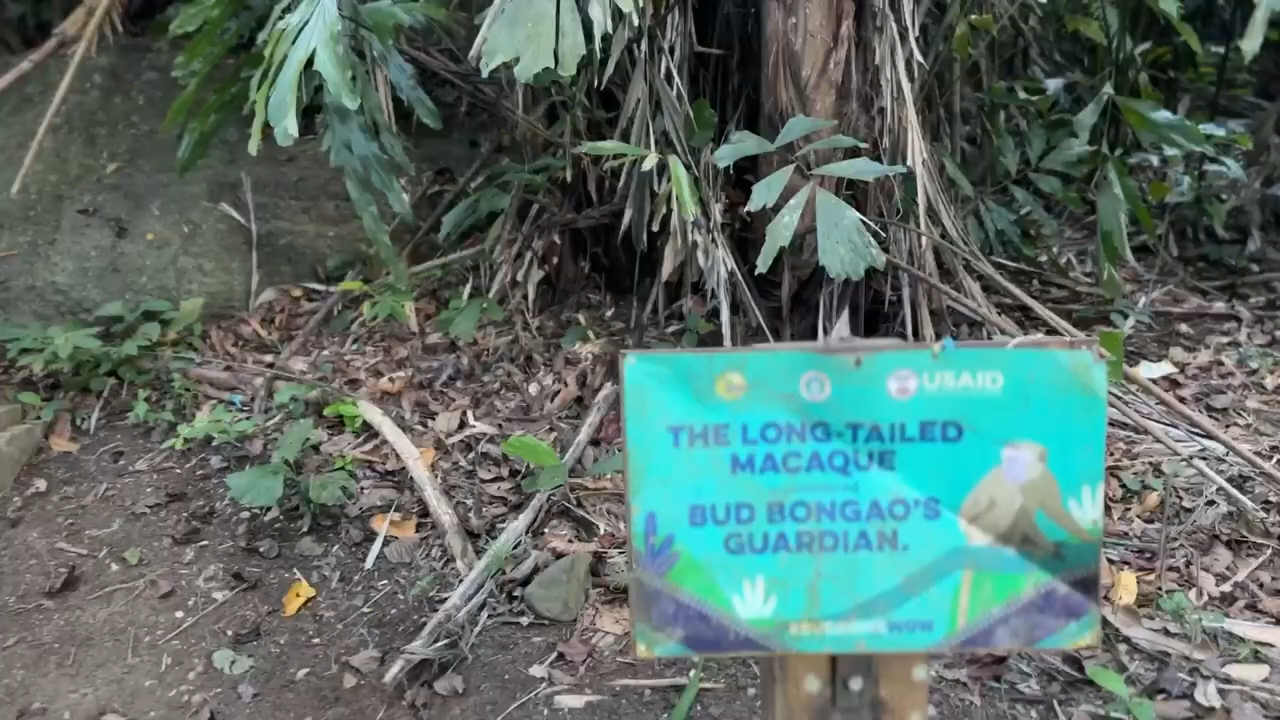 USAID
THE LONG-TAILED
MACAQUE
BUD BONGAO'S
GUARDIAN.